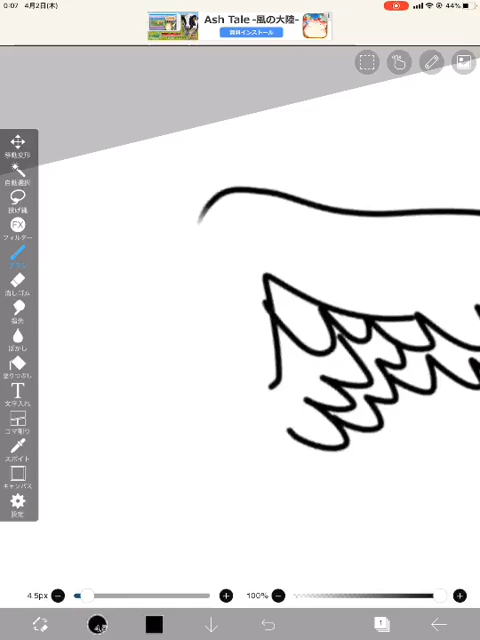 0:07 4月2日(木)
44%
Ash Tale -風の大陸-
無料インストール
移動変形
自動選択
投げ縄
FX
フィルター
ブラシ
消しゴム
指先
ぼかし
塗りつぶし
T
文字入れ
コマ割り
スポイト
キャンバス
設定
4.5px
100%
4.5
1